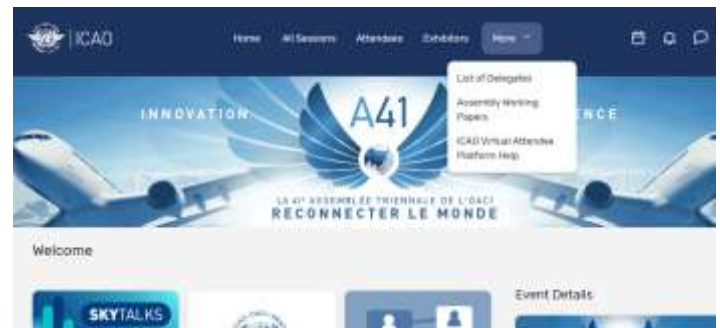 ICAO
Home All Sessions Attendees Exhibitors More
List of Delegates
Assembly Working
Papers
ICAO Virtual Attendee
Platform Help
INNOVATION
A41
ENCE
LA 41e ASSEMBLÉE TRIENNALE DE L'OACI
RECONNECTER LE MONDE
Welcome
Event Details
SKYTALKS